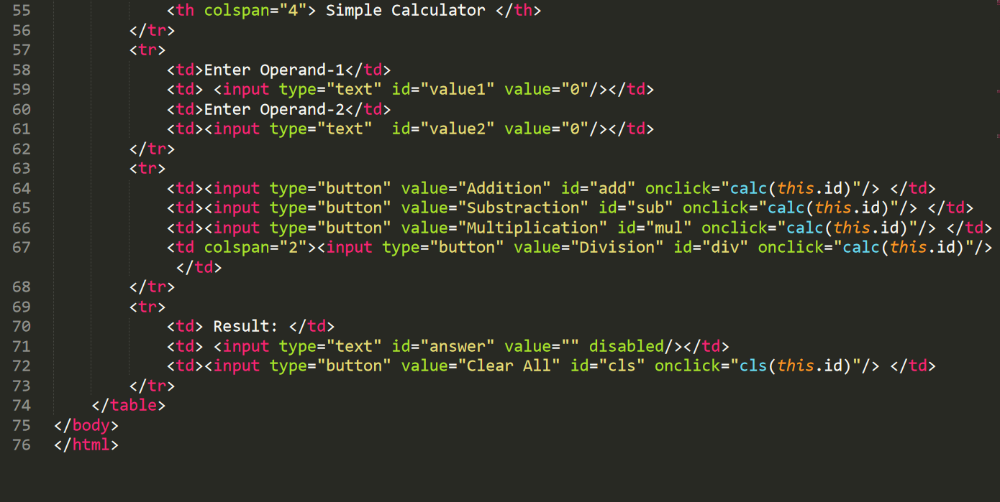 55 <th colspan="4"> Simple Calculator </th>
56 </tr>
57 <tr>
58 <td>Enter Operand-1</td>
59 <td> <input type="text" id="value1" value="0"/></td>
60 <td>Enter Operand-2</td>
61 <td><input type="text"  id="value2" value="0"/></td>
62 </tr>
63 <tr>
64 <td><input type="button" value="Addition" id="add" onclick="calc(this.id)"/> </td>
65 <td><input type="button" value="Substraction" id="sub" onclick="calc(this.id)"/> </td>
66 <td><input type="button" value="Multiplication" id="mul" onclick="calc(this.id)"/> </td>
67 <td colspan="2"><input type="button" value="Division" id="div" onclick="calc(this.id)"/>
</td>
68 </tr>
69 <tr>
70 <td> Result: </td>
71 <td> <input type="text" id="answer" value="" disabled/></td>
72 <td><input type="button" value="Clear All" id="cls" onclick="cls(this.id)"/> </td>
73 </tr>
74 </table>
75 </body>
76 </html>